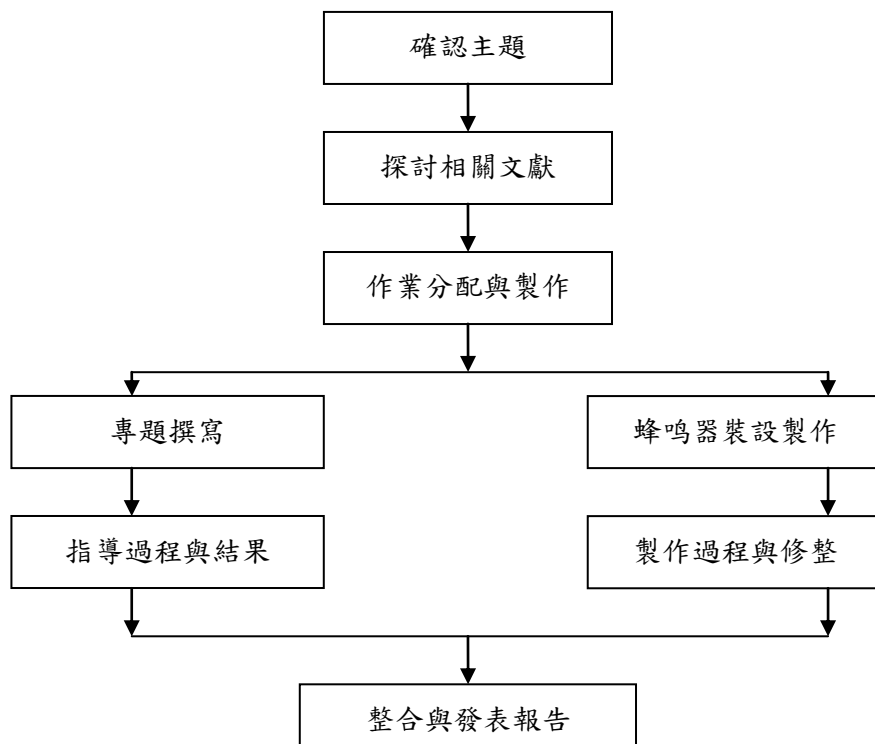 確認主題
探討相關文獻
作業分配與製作
專題撰寫
蜂鸣器裝設製作
指導過程與結果
製作過程與修整
整合與發表報告